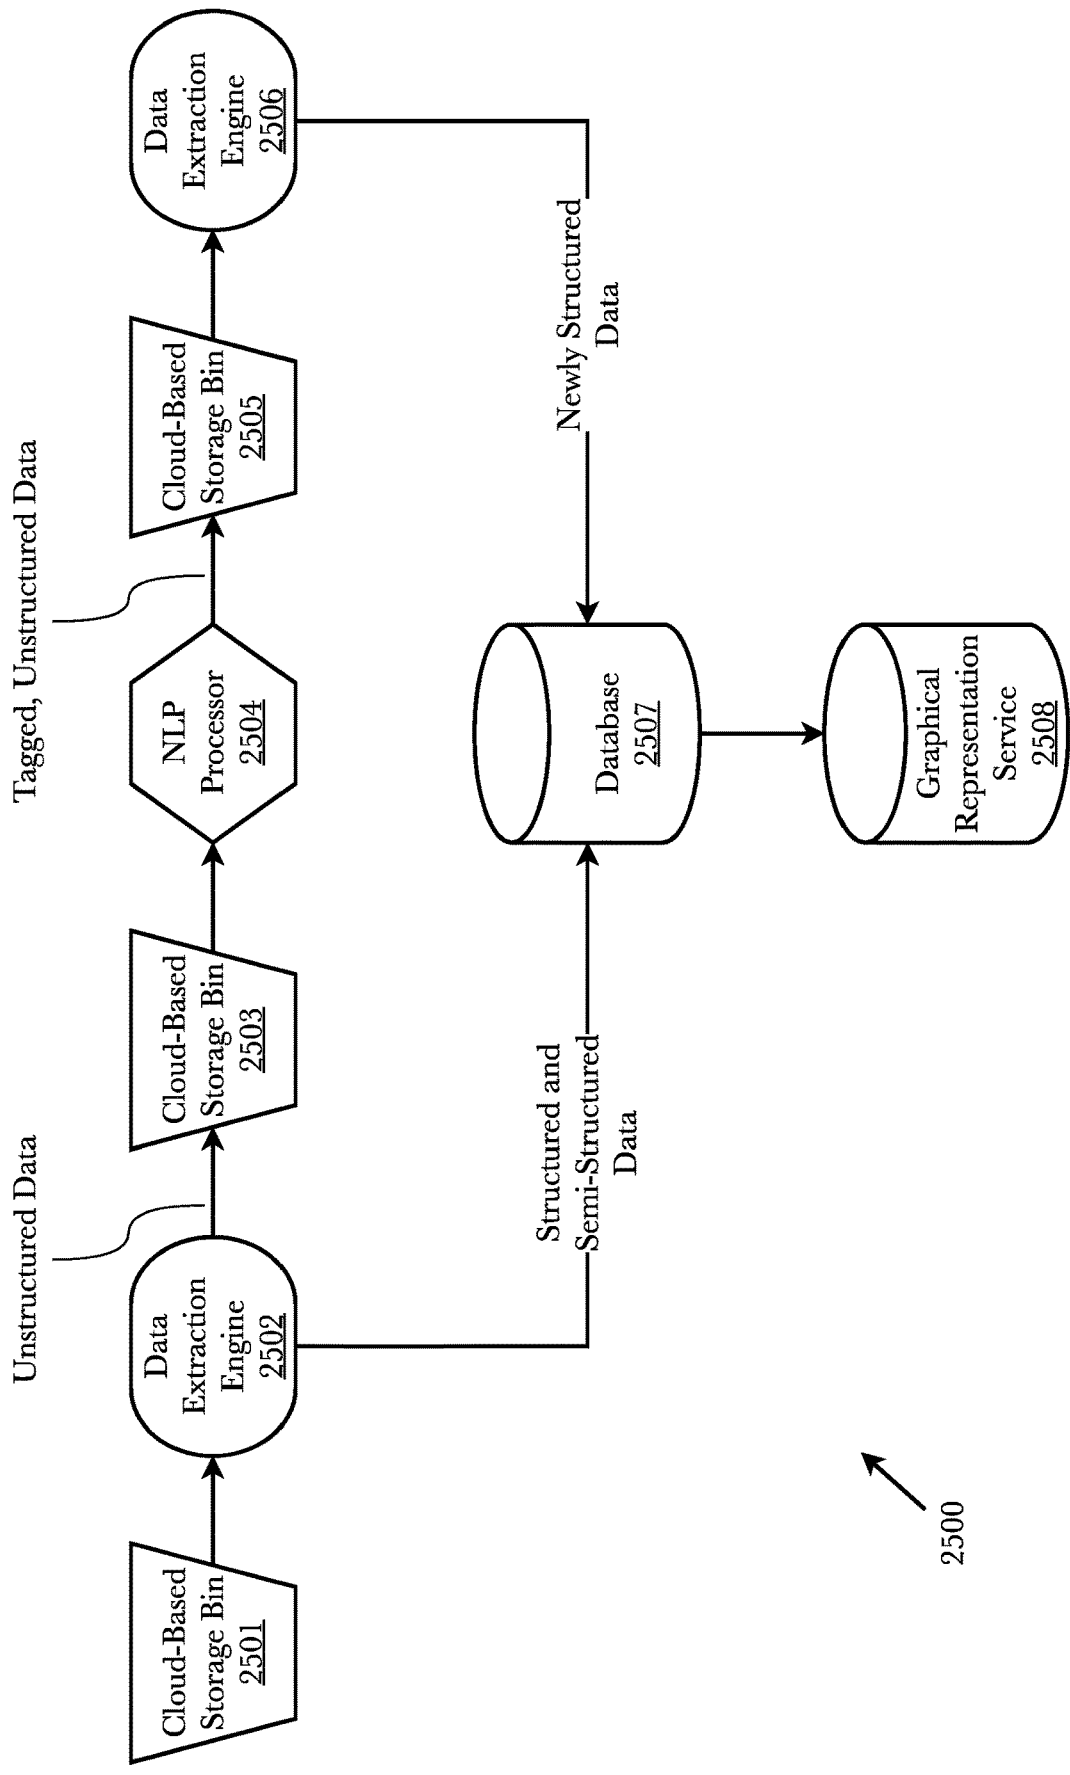 Unstructured Data
Tagged, Unstructured Data
Cloud-Based
Storage Bin
2501
Data
Extraction
Engine
2502
Cloud-Based
Storage Bin
2503
NLP
Processor
2504
Cloud-Based
Storage Bin
2505
Data
Extraction
Engine
2506
Structured and
Semi-Structured
Data
Database
2507
Newly Structured
Data
Graphical
Representation
Service
2508
2500